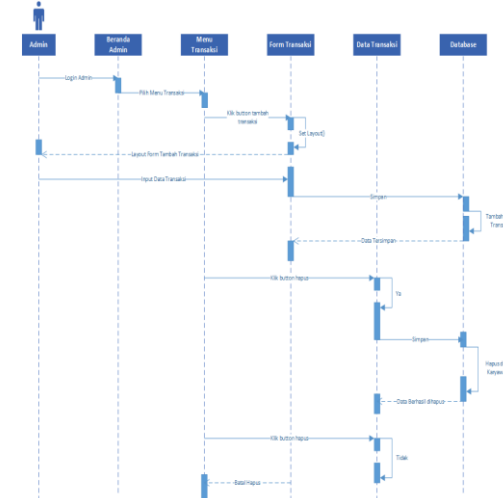 Admin
Beranda
Admin
Menu
Transaksi
Form Transaksi
Data Transaksi
Database
Login Admin
Pilih Menu Transaksi
Klik button tambah
transaksi
Set Layout()
Layout Form Tambah Transaksi
Input Data Transaksi
Simpan
Tambah
Trans
Data Tersimpan
Klik button hapus
Ya
Simpan
Hapus d
Karyaw
Data Berhasil dihapus
Klik button hapus
Tidak
Batal Hapus